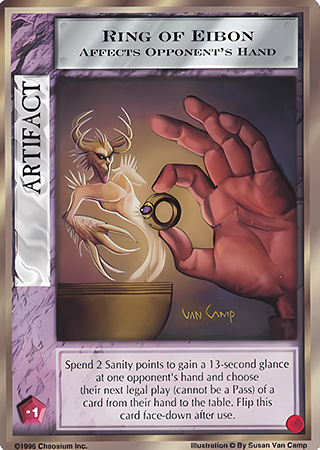 RING OF EIBON
AFFECTS OPPONENT'S HAND
ARTIFACT
VAN CAMP
Spend 2 Sanity points to gain a 13-second glance
at one opponent's hand and choose
their next legal play (cannot be a Pass) of a
card from their hand to the table. Flip this
card face-down after use.
-1
©1996 Chaosium Inc.
Illustration © By Susan Van Camp